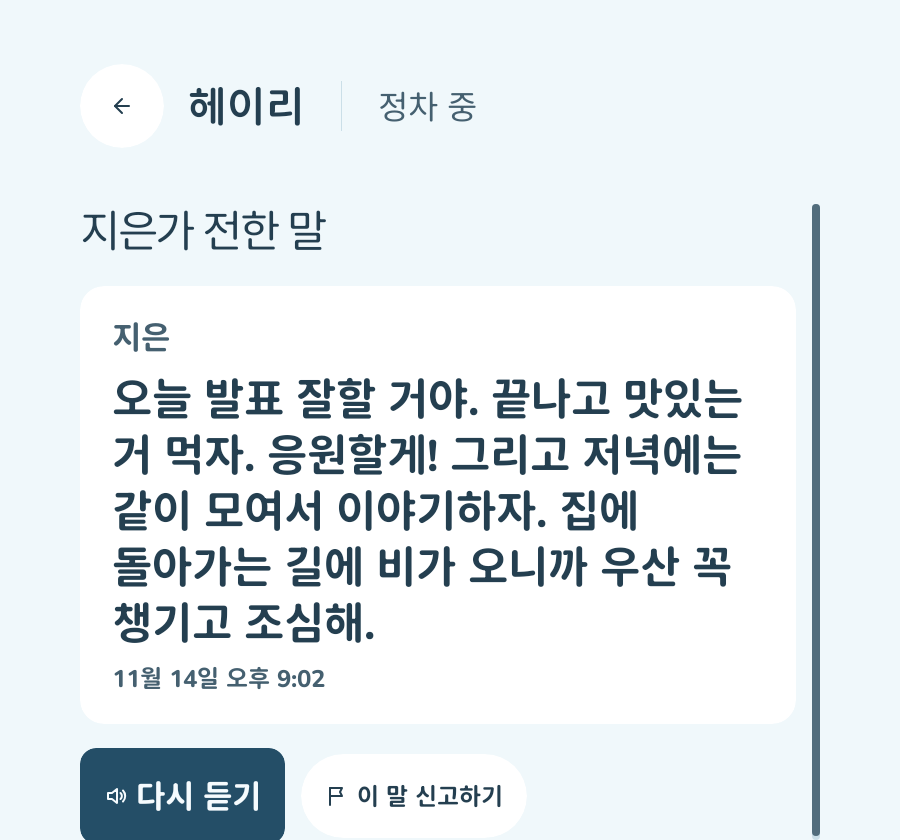 헤이리
정차 중
지은가 전한 말
지은
오늘 발표 잘할 거야. 끝나고 맛있는
거 먹자. 응원할게! 그리고 저녁에는
같이 모여서 이야기하자. 집에
돌아가는 길에 비가 오니까 우산 꼭
챙기고 조심해.
11월 14일 오후 9:02
다시 듣기
이 말 신고하기